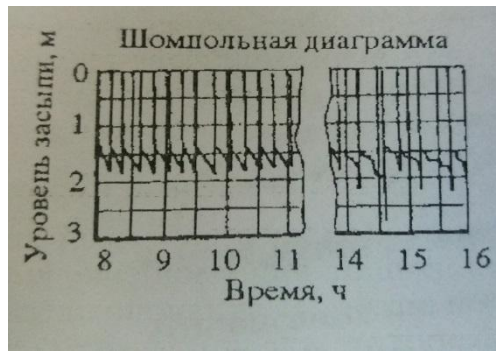 Шомпольная диаграмма
Уровень засыпи, м
0
1
2
3
8 9 10 11 14 15 16
Время, ч